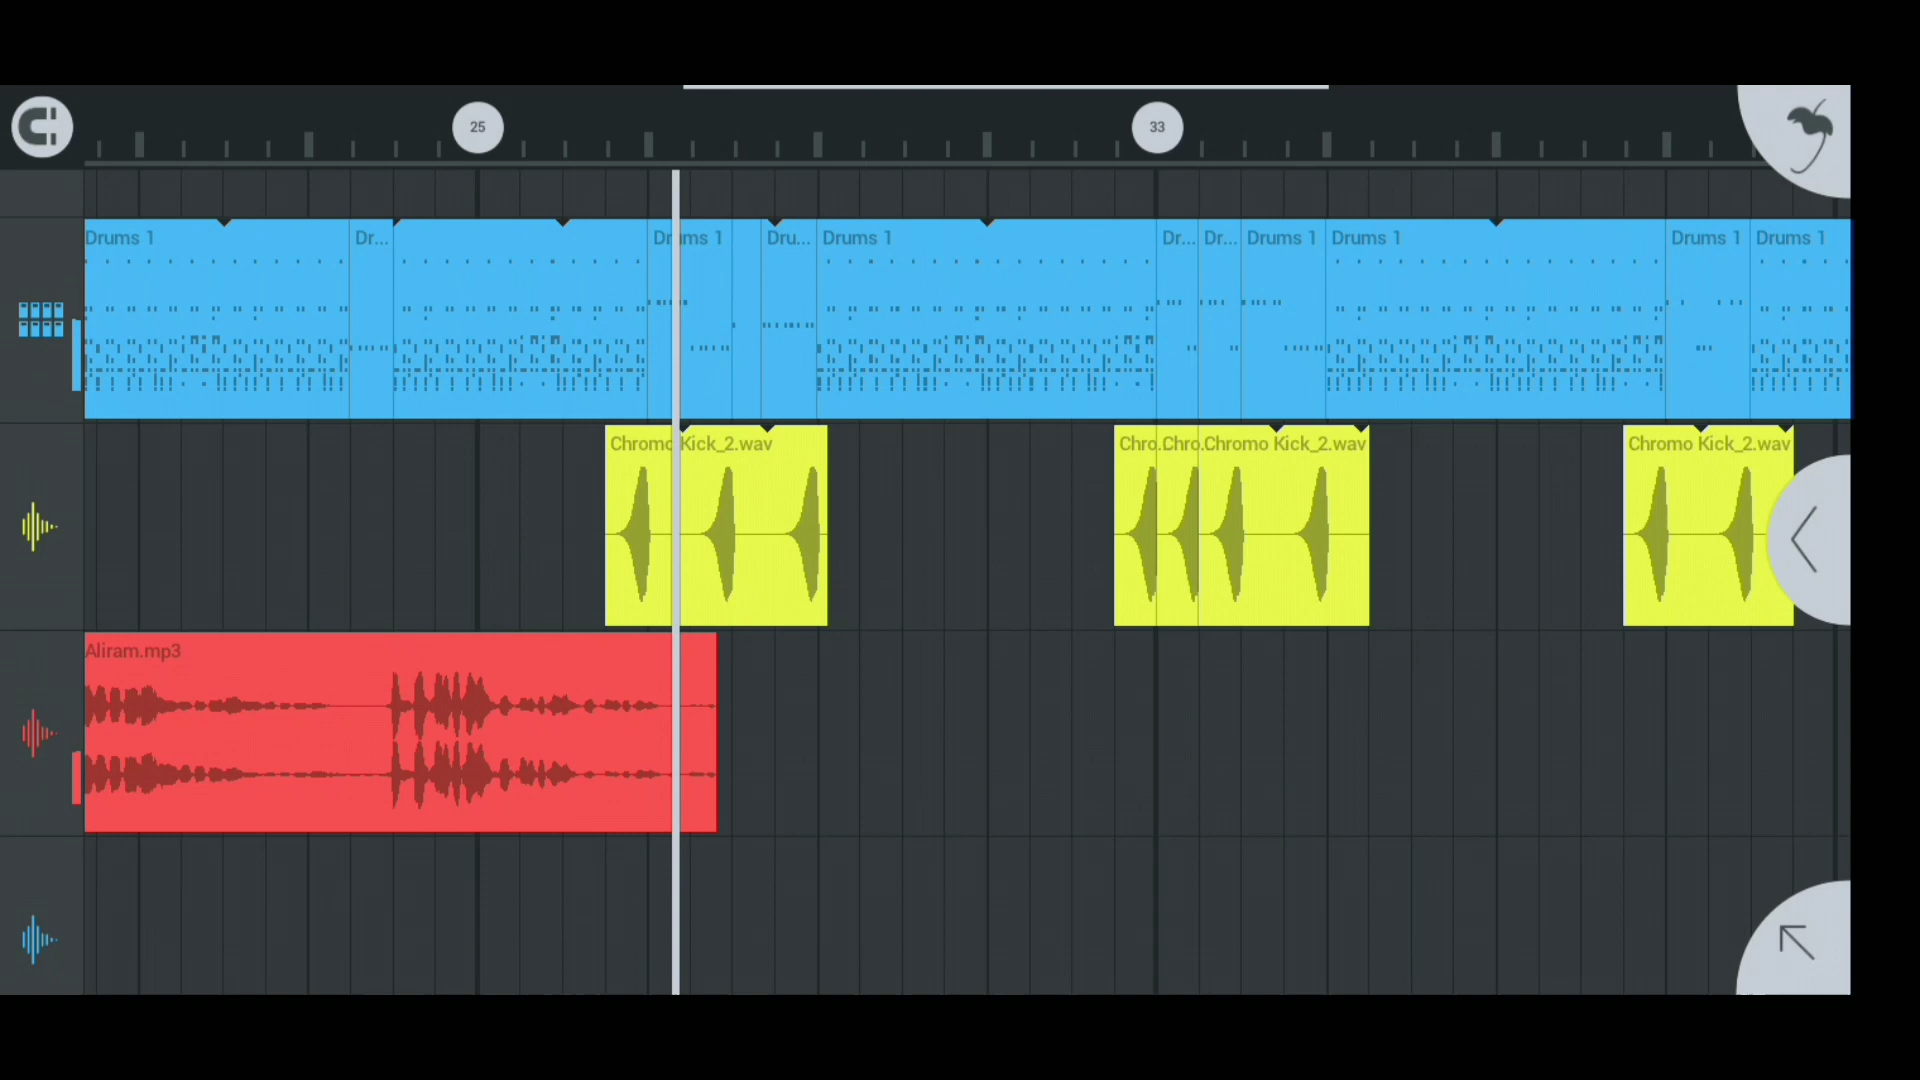 25
33
Drums 1
Dr...
Drums 1
Dru...
Drums 1
Dr...
Dr...
Drums 1
Drums 1
Drums 1
Drums 1
Chromo Kick_2.wav
Chro.
Chro.
Chromo Kick_2.wav
Chromo Kick_2.wav
Aliram.mp3